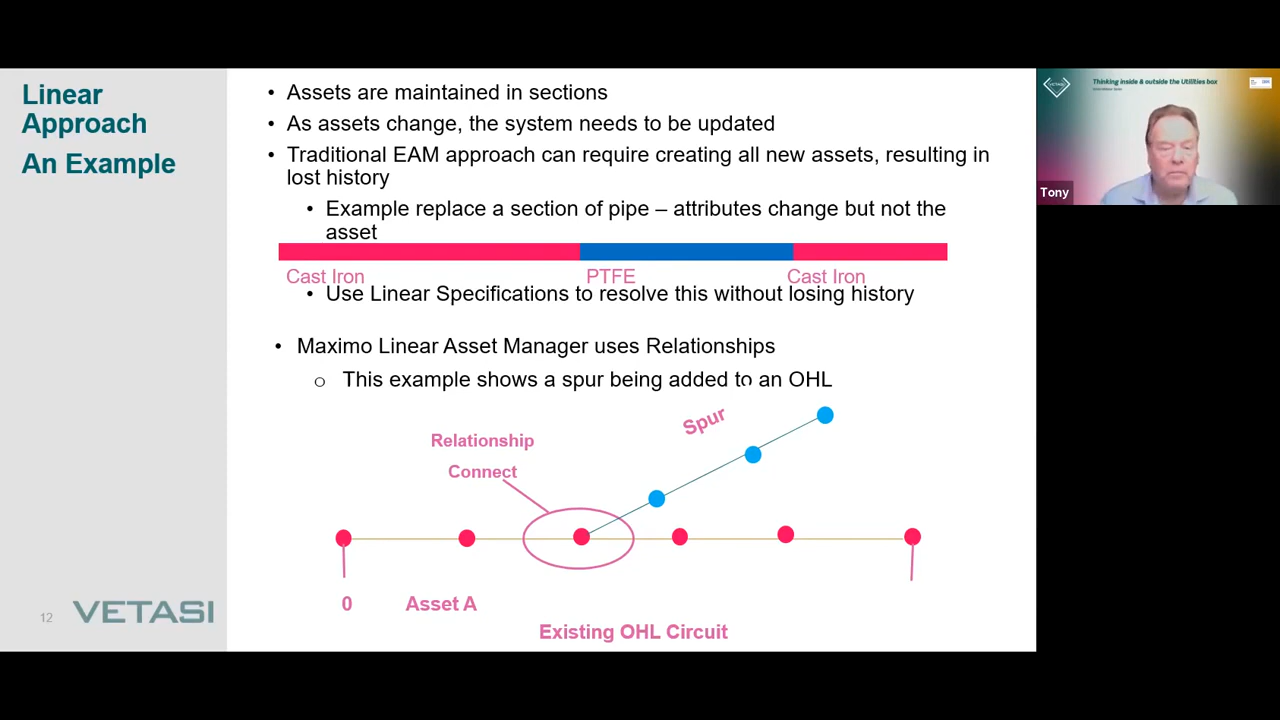 Linear
Approach
An Example
• Assets are maintained in sections
• As assets change, the system needs to be updated
• Traditional EAM approach can require creating all new assets, resulting in
lost history
• Example replace a section of pipe – attributes change but not the
asset
Cast Iron PTFE Cast Iron
• Use Linear Specifications to resolve this without losing history
• Maximo Linear Asset Manager uses Relationships
o This example shows a spur being added to an OHL
Spur
Relationship
Connect
0 Asset A
Existing OHL Circuit
12 VETASI
Thinking inside & outside the Utilities box
VETASI
Tony